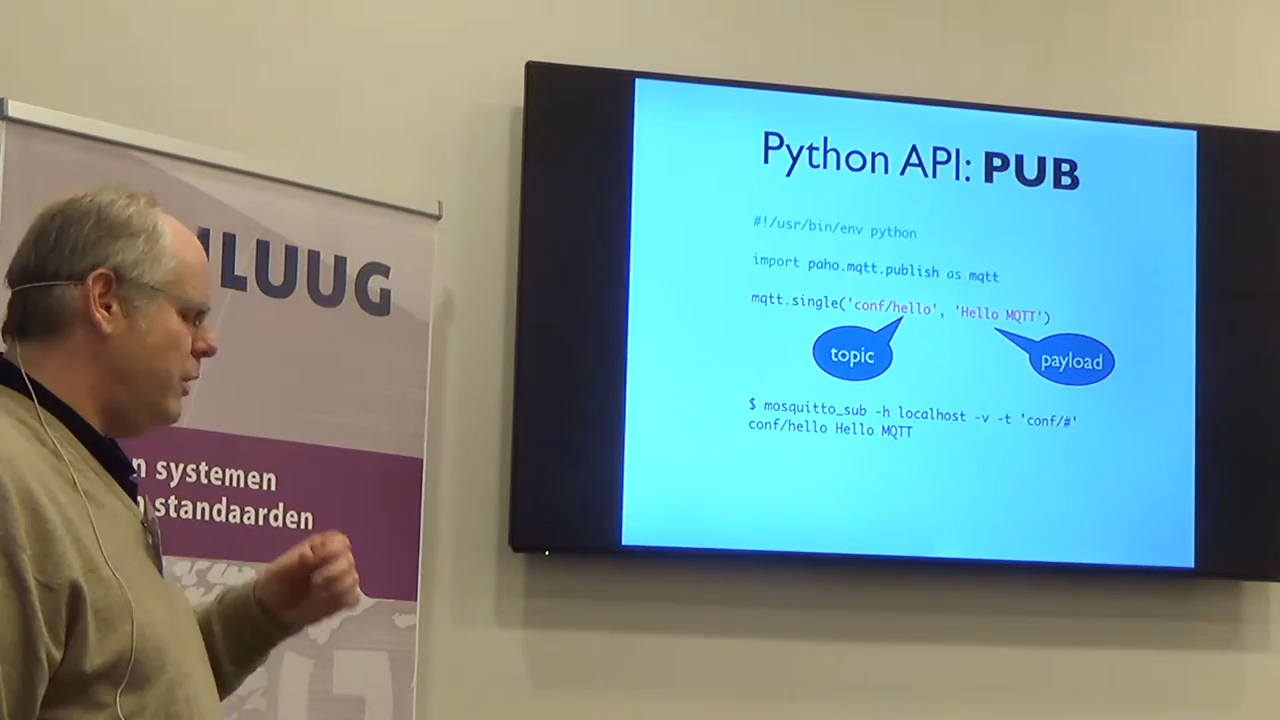 LUUG
n systemen
standaarden
Python API: PUB
#!/usr/bin/env python
import paho.mqtt.publish as mqtt
mqtt.single('conf/hello', 'Hello MQTT')
topic
payload
$ mosquitto_sub -h localhost -v -t 'conf/#'
conf/hello Hello MQTT